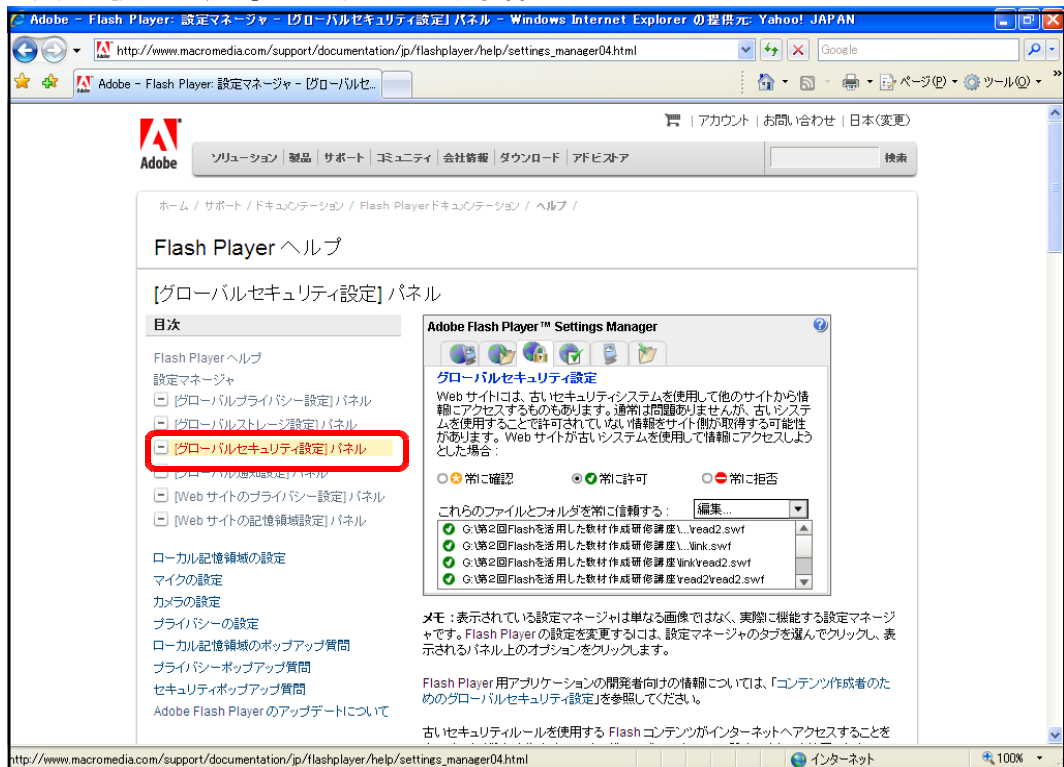 Adobe - Flash Player: 設定マネージャ - [グローバルセキュリティ設定] パネル - Windows Internet Explorer の提供元: Yahoo! JAPAN
http://www.macromedia.com/support/documentation/jp/flashplayer/help/settings_manager04.html
Google
Adobe - Flash Player: 設定マネージャ - [グローバルセ...
ページ(P)
ツール(O)
アカウント | お問い合わせ | 日本(変更)
Adobe
ソリューション | 製品 | サポート | コミュニティ | 会社情報 | ダウンロード | アドビストア
検索
ホーム / サポート / ドキュメンテーション / Flash Playerドキュメンテーション / ヘルプ /
Flash Player ヘルプ
[グローバルセキュリティ設定] パネル
目次
Flash Player ヘルプ
設定マネージャ
[グローバルプライバシー設定] パネル
[グローバルストレージ設定] パネル
[グローバルセキュリティ設定] パネル
[グローバル通知設定] パネル
[Web サイトのプライバシー設定] パネル
[Web サイトの記憶領域設定] パネル
ローカル記憶領域の設定
マイクの設定
カメラの設定
プライバシーの設定
ローカル記憶領域のポップアップ質問
プライバシーポップアップ質問
セキュリティポップアップ質問
Adobe Flash Player のアップデートについて
Adobe Flash Player™ Settings Manager
グローバルセキュリティ設定
Web サイトには、古いセキュリティシステムを使用して他のサイトから情
報にアクセスするものもあります。通常は問題ありませんが、古いシステ
ムを使用することで許可されていない情報をサイト側が取得する可能性
があります。Web サイトが古いシステムを使用して情報にアクセスしよう
とした場合 :
常に確認 常に許可 常に拒否
これらのファイルとフォルダを常に信頼する : 編集...
G:\第2回Flashを活用した教材作成研修講座\...\read2.swf
G:\第2回Flashを活用した教材作成研修講座\...\link.swf
G:\第2回Flashを活用した教材作成研修講座\link\read2.swf
G:\第2回Flashを活用した教材作成研修講座\read2\read2.swf
メモ : 表示されている設定マネージャは単なる画像ではなく、実際に機能する設定マネージ
ャです。Flash Player の設定を変更するには、設定マネージャのタブを選んでクリックし、表
示されるパネル上のオプションをクリックします。
Flash Player 用アプリケーションの開発者向けの情報については、「コンテンツ作成者のた
めのグローバルセキュリティ設定」を参照してください。
古いセキュリティルールを使用する Flash コンテンツがインターネットへアクセスすることを
http://www.macromedia.com/support/documentation/jp/flashplayer/help/settings_manager04.html
インターネット
100%